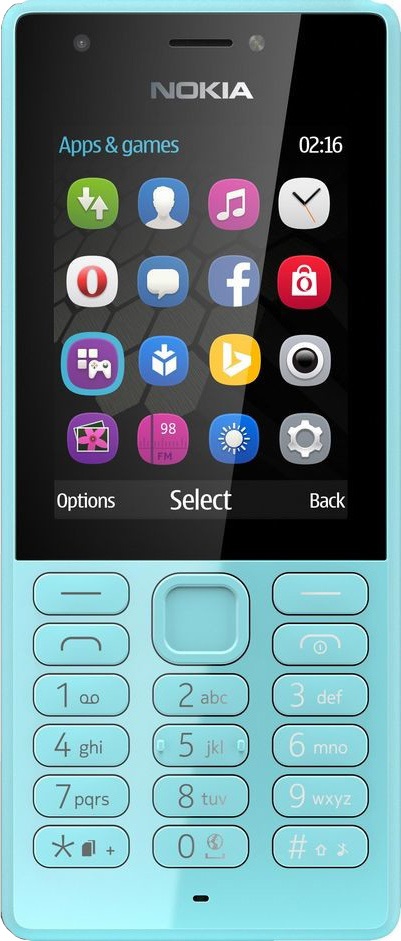 NOKIA
Apps & games 02:16
98
FM
Options Select Back
1
2 abc
3 def
4 ghi
5 jkl
6 mno
7 pqrs
8 tuv
9 wxyz
* +
0
#